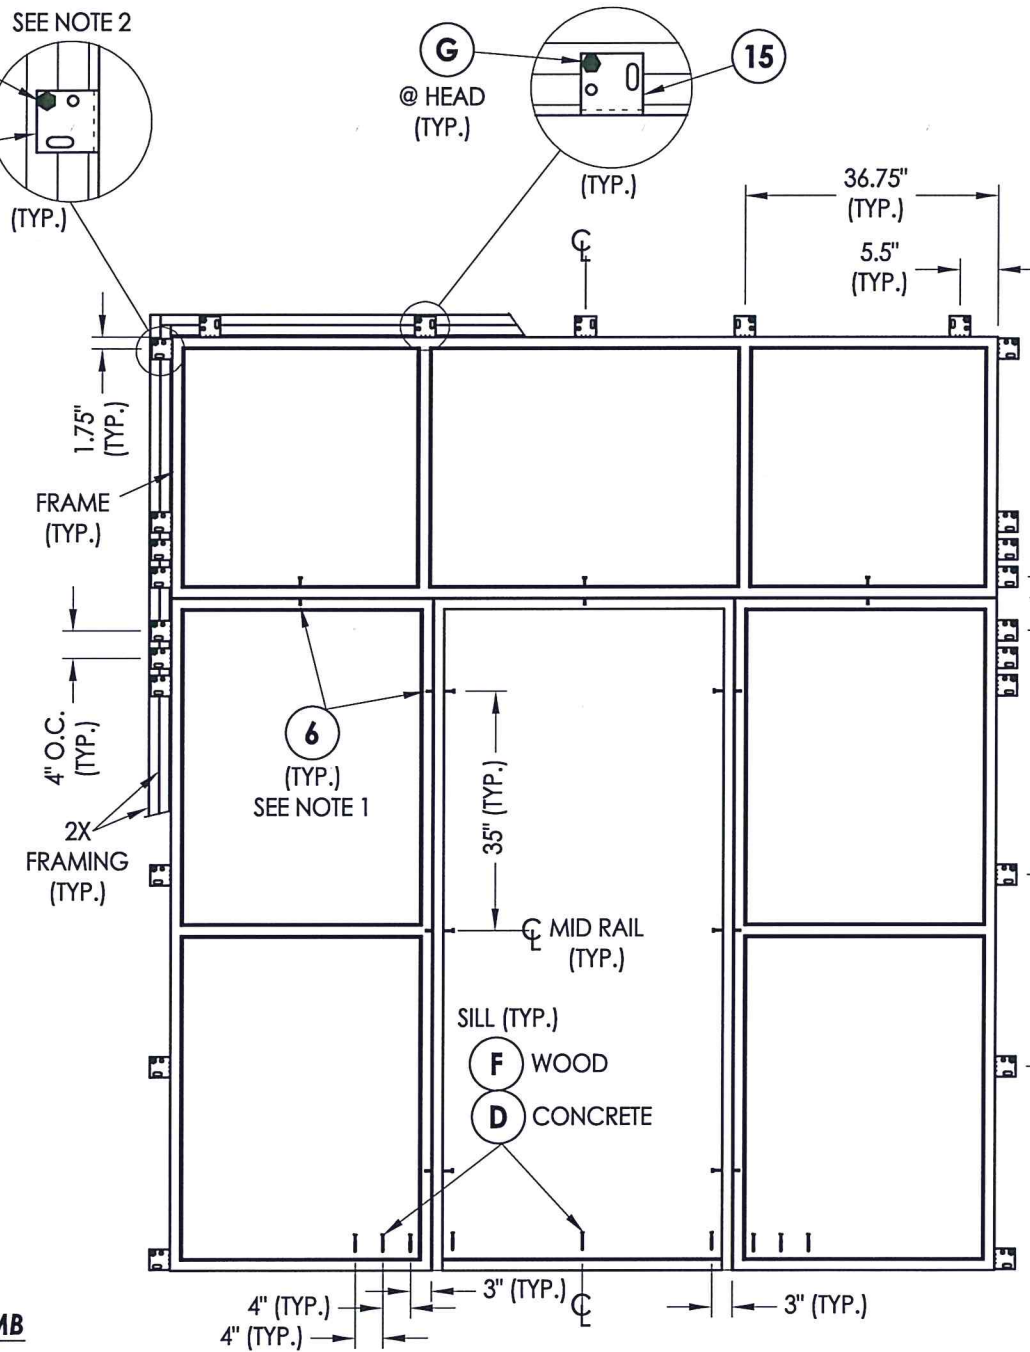 SEE NOTE 2
(TYP.)
G
@ HEAD
(TYP.)
15
(TYP.)
36.75"
(TYP.)
5.5"
(TYP.)
℄
1.75"
(TYP.)
FRAME
(TYP.)
4" O.C.
(TYP.)
2X
FRAMING
(TYP.)
6
(TYP.)
SEE NOTE 1
35" (TYP.)
℄ MID RAIL
(TYP.)
SILL (TYP.)
F WOOD
D CONCRETE
4" (TYP.)
4" (TYP.)
3" (TYP.)
℄
3" (TYP.)